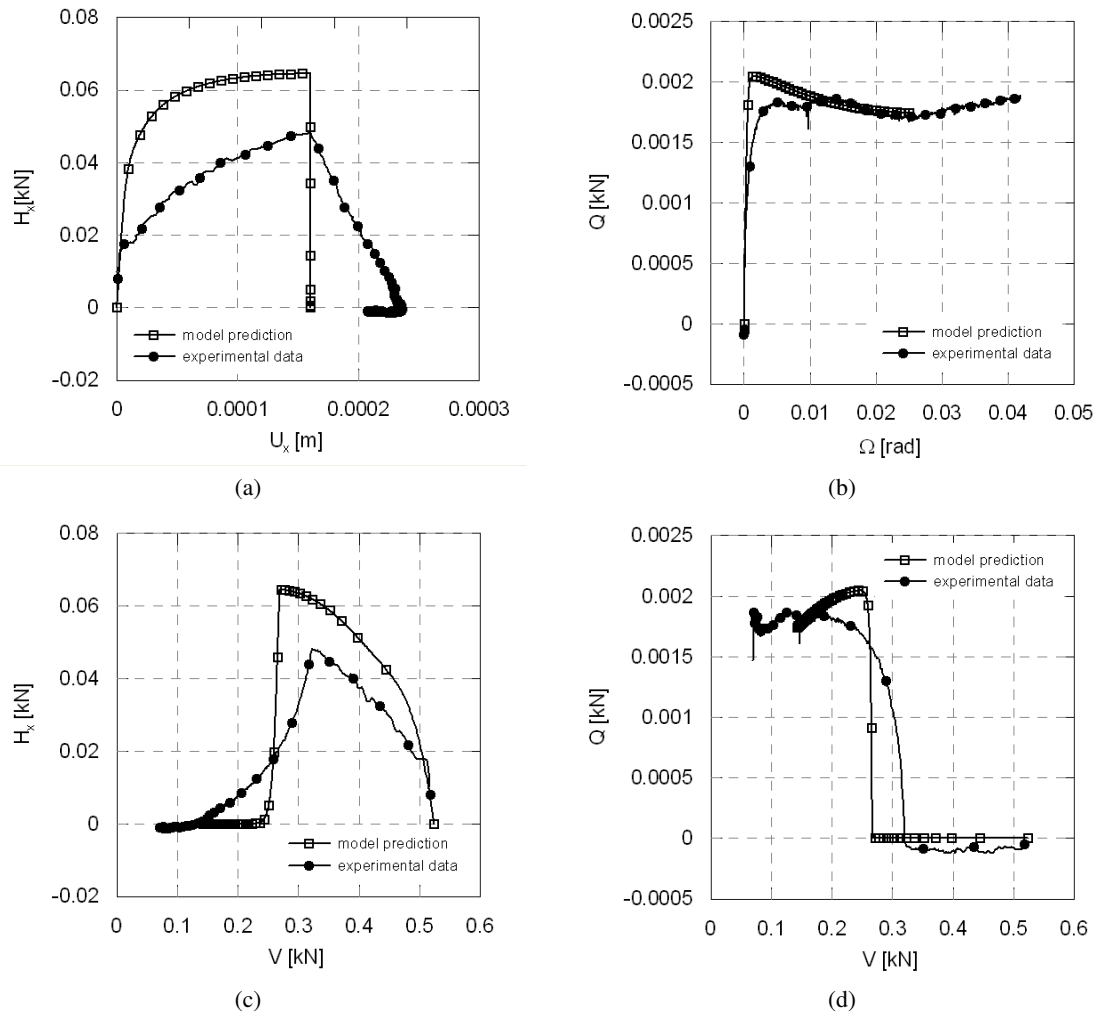 0.08
0.06
0.04
0.02
0
-0.02
Hx[kN]
model prediction
experimental data
0 0.0001 0.0002 0.0003
Ux [m]
(a)
0.0025
0.002
0.0015
0.001
0.0005
0
-0.0005
Q [kN]
model prediction
experimental data
0 0.01 0.02 0.03 0.04 0.05
Ω [rad]
(b)
0.08
0.06
0.04
0.02
0
-0.02
Hx [kN]
model prediction
experimental data
0 0.1 0.2 0.3 0.4 0.5 0.6
V [kN]
(c)
0.0025
0.002
0.0015
0.001
0.0005
0
-0.0005
Q [kN]
model prediction
experimental data
0 0.1 0.2 0.3 0.4 0.5 0.6
V [kN]
(d)